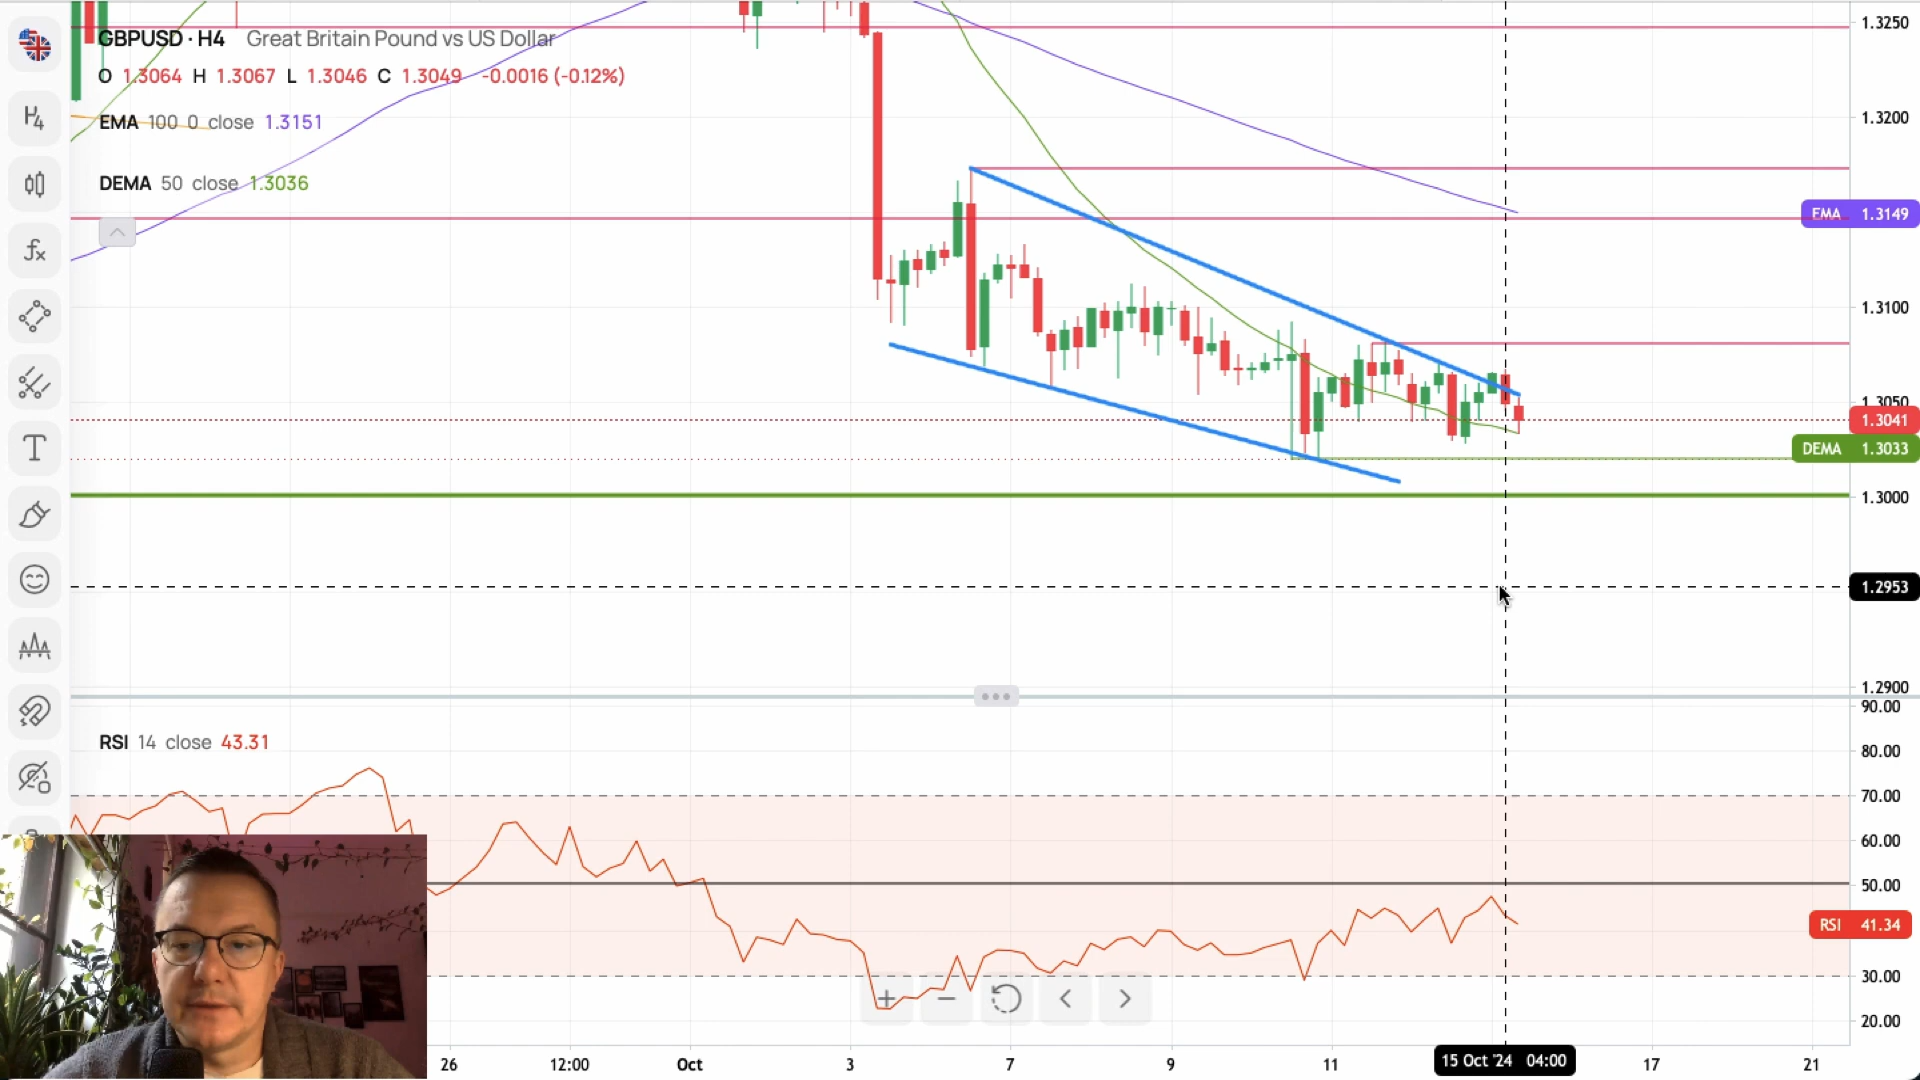 GBPUSD · H4 Great Britain Pound vs US Dollar
O 1.3064 H 1.3067 L 1.3046 C 1.3049 -0.0016 (-0.12%)
EMA 100 0 close 1.3151
DEMA 50 close 1.3036
H4
fx
T
1.3250
1.3200
EMA 1.3149
1.3100
1.3050
1.3041
DEMA 1.3033
1.3000
1.2953
1.2900
RSI 14 close 43.31
90.00
80.00
70.00
60.00
50.00
RSI 41.34
30.00
20.00
26 12:00 Oct 3 7 9 11 15 Oct '24 04:00 17 21